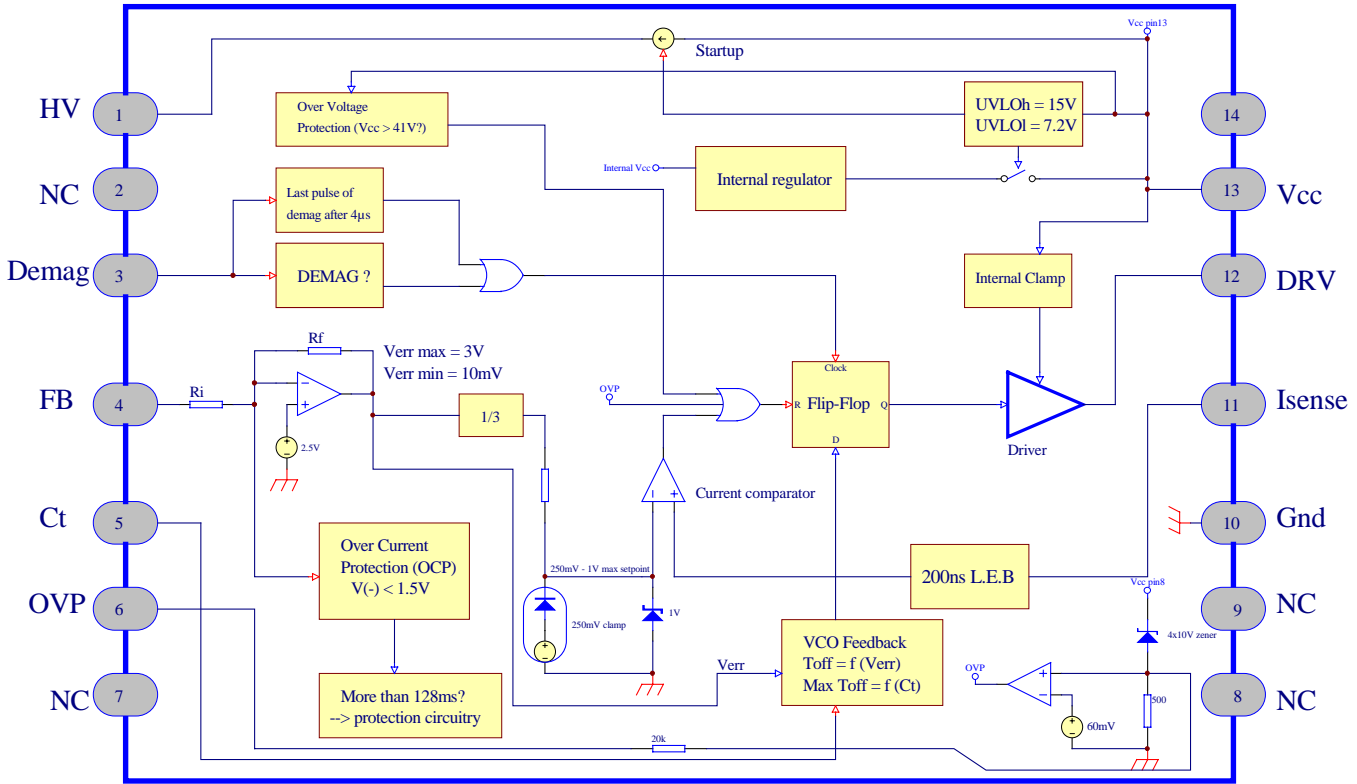 Vcc pin13
Startup
HV
1
Over Voltage
Protection (Vcc > 41V?)
UVLOh = 15V
UVLOl = 7.2V
14
NC
2
Last pulse of
demag after 4µs
Internal Vcc
Internal regulator
13
Vcc
Demag
3
DEMAG ?
Internal Clamp
12
DRV
Rf
Verr max = 3V
Verr min = 10mV
FB
4
Ri
−
+
2.5V
1/3
OVP
Clock
R
Flip-Flop
Q
D
Driver
11
Isense
−
+
Current comparator
Ct
5
Over Current
Protection (OCP)
V(-) < 1.5V
250mV - 1V max setpoint
200ns L.E.B
10
Gnd
Vcc pin8
OVP
6
250mV clamp
1V
VCO Feedback
Toff = f (Verr)
Max Toff = f (Ct)
4x10V zener
9
NC
Verr
OVP
+
−
500
60mV
NC
7
More than 128ms?
--> protection circuitry
8
NC
20k